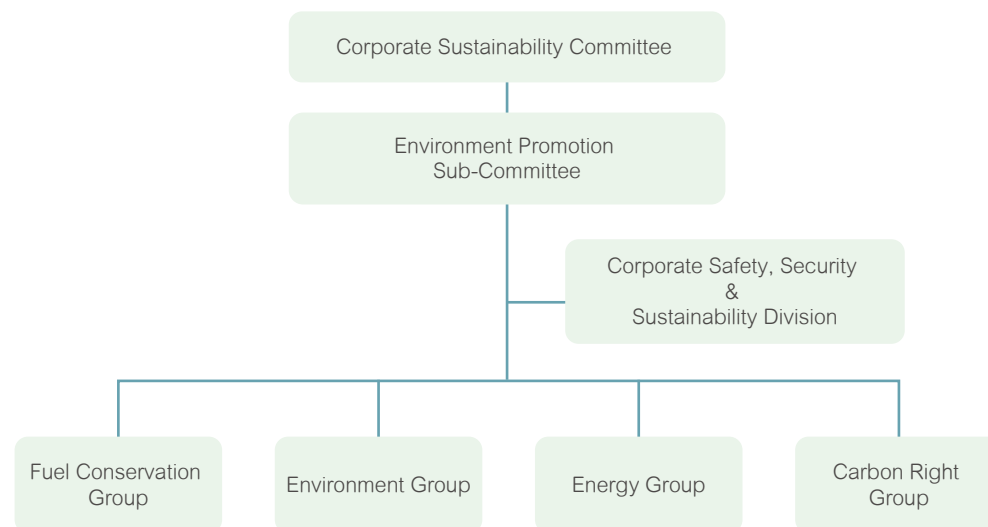 Corporate Sustainability Committee
Environment Promotion
Sub-Committee
Corporate Safety, Security
&
Sustainability Division
Fuel Conservation
Group
Environment Group
Energy Group
Carbon Right
Group